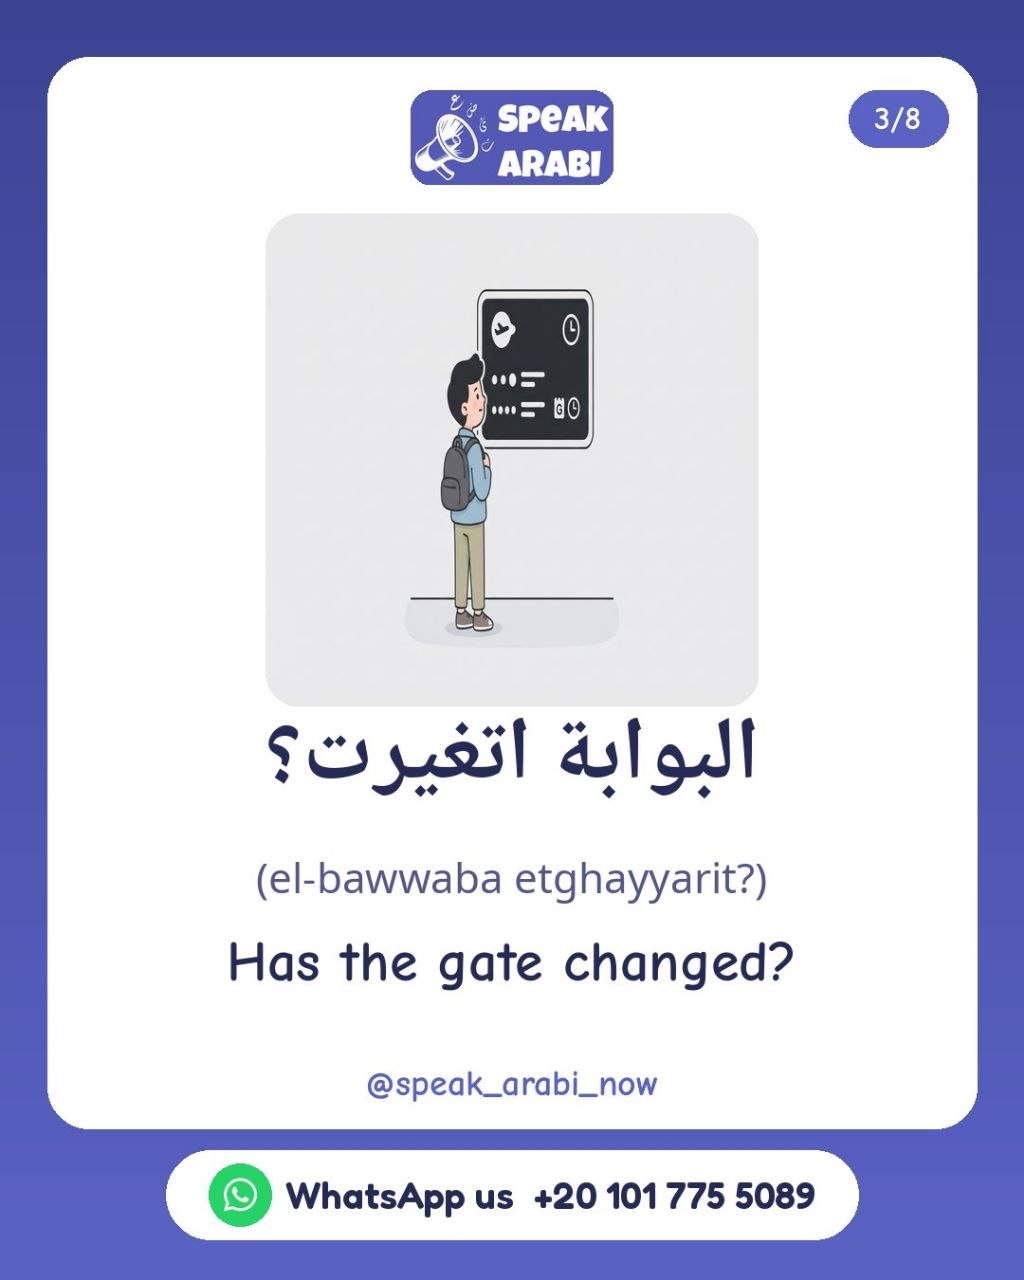 SPEAK
ARABI
3/8
البوابة اتغيرت؟
(el-bawwaba etghayyarit?)
Has the gate changed?
@speak_arabi_now
WhatsApp us +20 101 775 5089